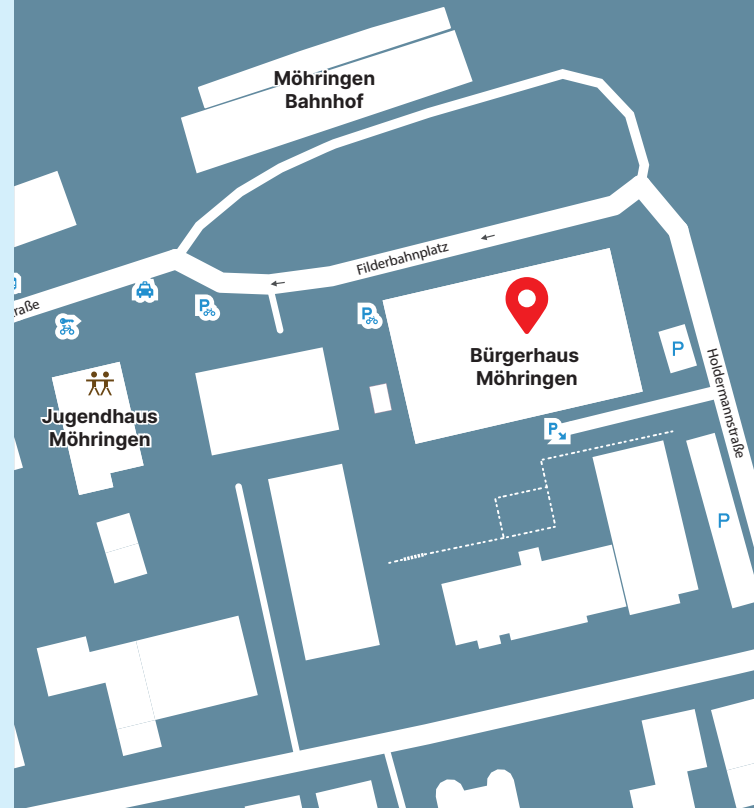 Möhringen
Bahnhof
Filderbahnplatz
raße
P
P
Bürgerhaus
Möhringen
P
Holdermannstraße
Jugendhaus
Möhringen
P
P